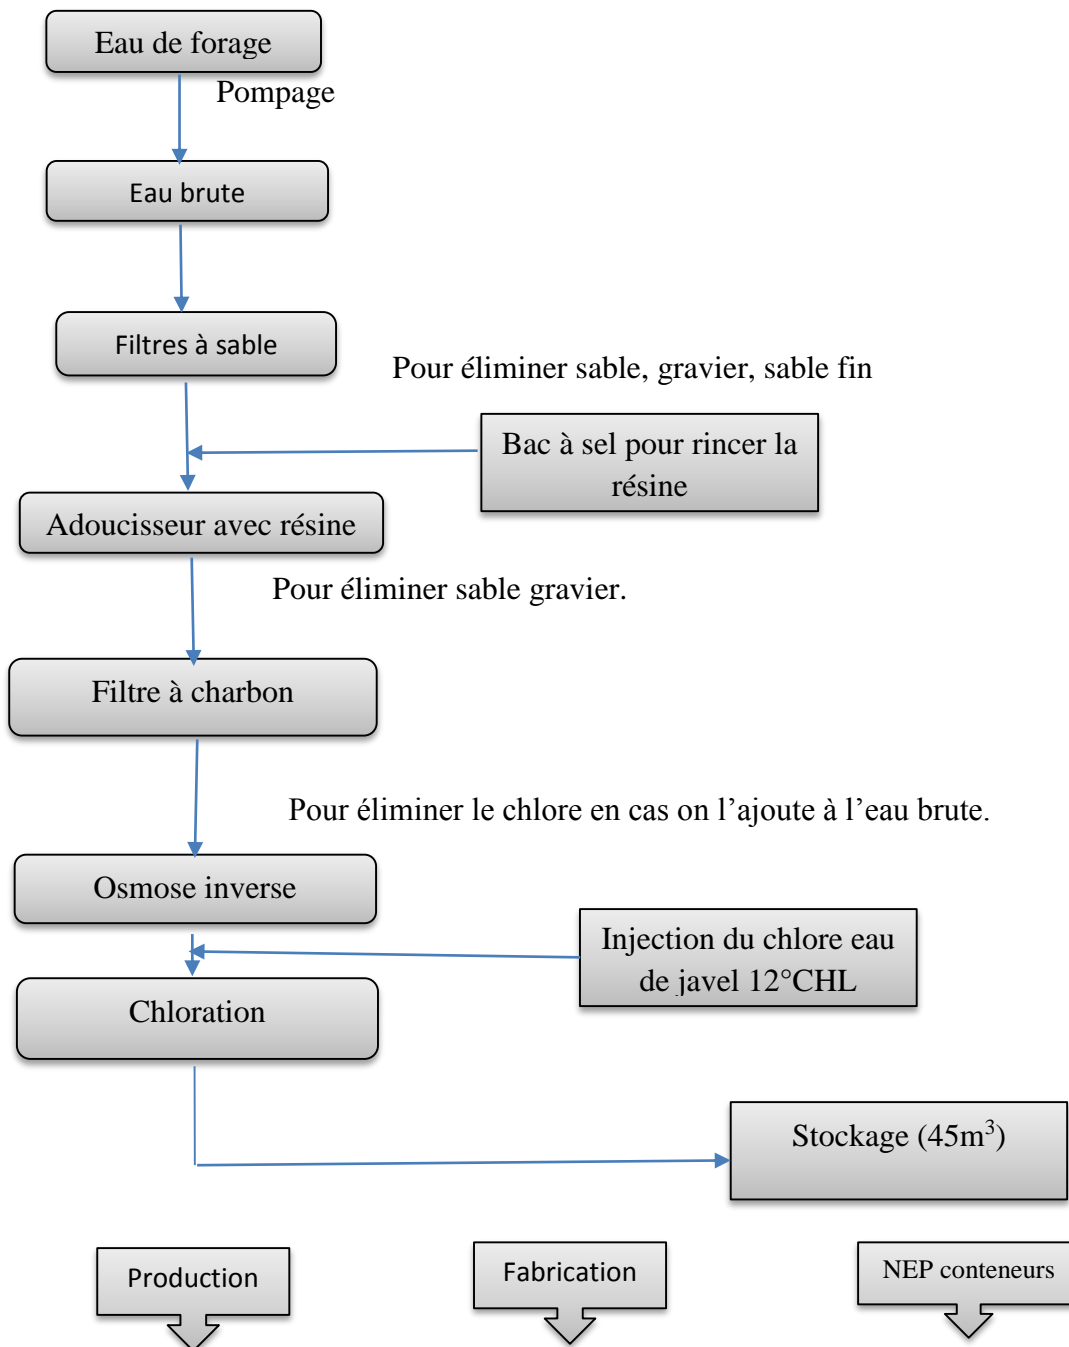 Eau de forage
Pompage
Eau brute
Filtres à sable
Pour éliminer sable, gravier, sable fin
Bac à sel pour rincer la
résine
Adoucisseur avec résine
Pour éliminer sable gravier.
Filtre à charbon
Pour éliminer le chlore en cas on l’ajoute à l’eau brute.
Osmose inverse
Injection du chlore eau
de javel 12°CHL
Chloration
Stockage (45m³)
Production
Fabrication
NEP conteneurs